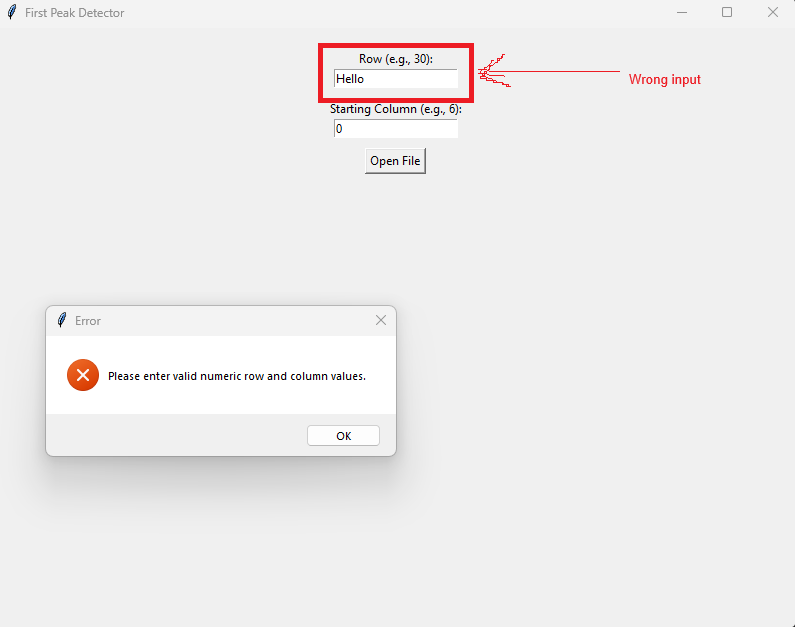 First Peak Detector
Row (e.g., 30):
Hello
Wrong input
Starting Column (e.g., 6):
0
Open File
Error
Please enter valid numeric row and column values.
OK